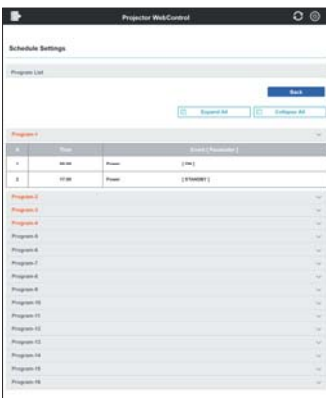 Projector WebControl
Schedule Settings
Program List
Back
Expand All
Collapse All
Program-1
# Time Event [ Parameter ]
1 Power [ ON ]
2 17:00 Power [ STANDBY ]
Program-2
Program-3
Program-4
Program-5
Program-6
Program-7
Program-8
Program-9
Program-10
Program-11
Program-12
Program-13
Program-14
Program-15
Program-16